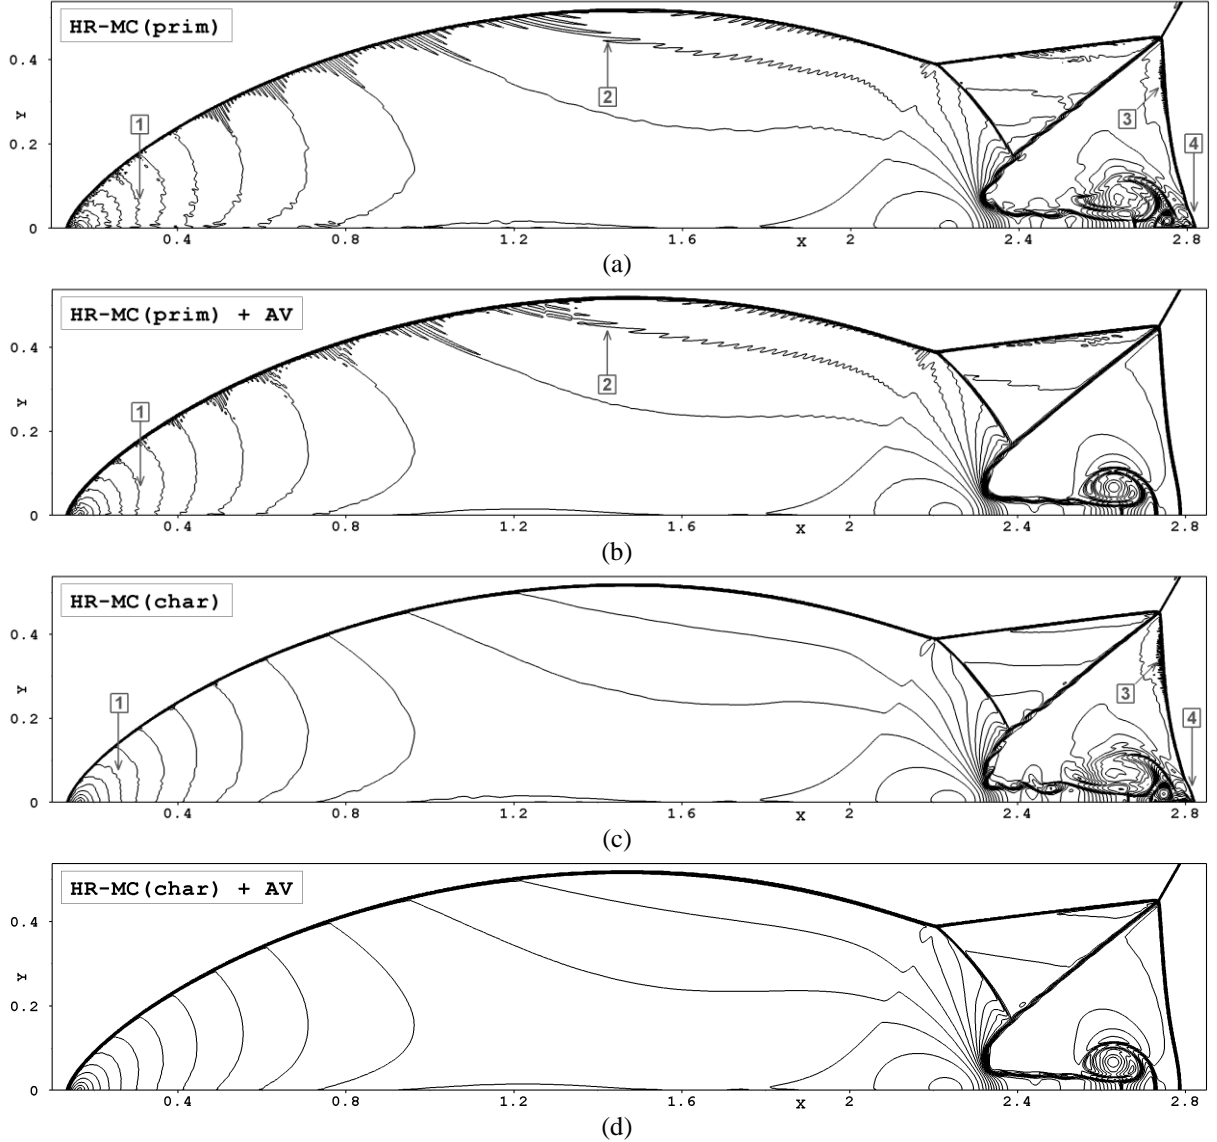 HR-MC(prim)
1
2
3
4
Y
0.4
0.2
0
0.4 0.8 1.2 1.6 x 2 2.4 2.8
(a)
HR-MC(prim) + AV
1
2
Y
0.4
0.2
0
0.4 0.8 1.2 1.6 x 2 2.4 2.8
(b)
HR-MC(char)
1
3
4
Y
0.4
0.2
0
0.4 0.8 1.2 1.6 x 2 2.4 2.8
(c)
HR-MC(char) + AV
Y
0.4
0.2
0
0.4 0.8 1.2 1.6 x 2 2.4 2.8
(d)